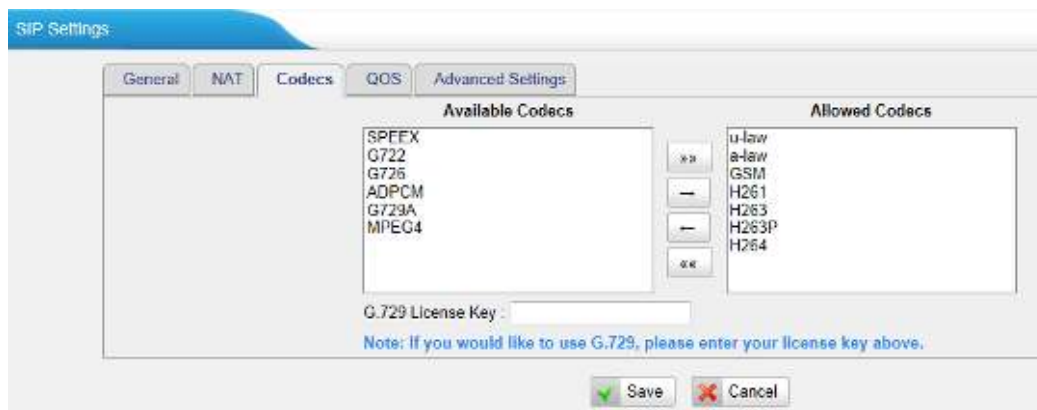 SIP Settings
General NAT Codecs QOS Advanced Settings
Available Codecs
SPEEX
G722
G726
ADPCM
G729A
MPEG4
»»
→
←
««
Allowed Codecs
u-law
a-law
GSM
H261
H263
H263P
H264
G.729 License Key :
Note: If you would like to use G.729, please enter your license key above.
Save Cancel